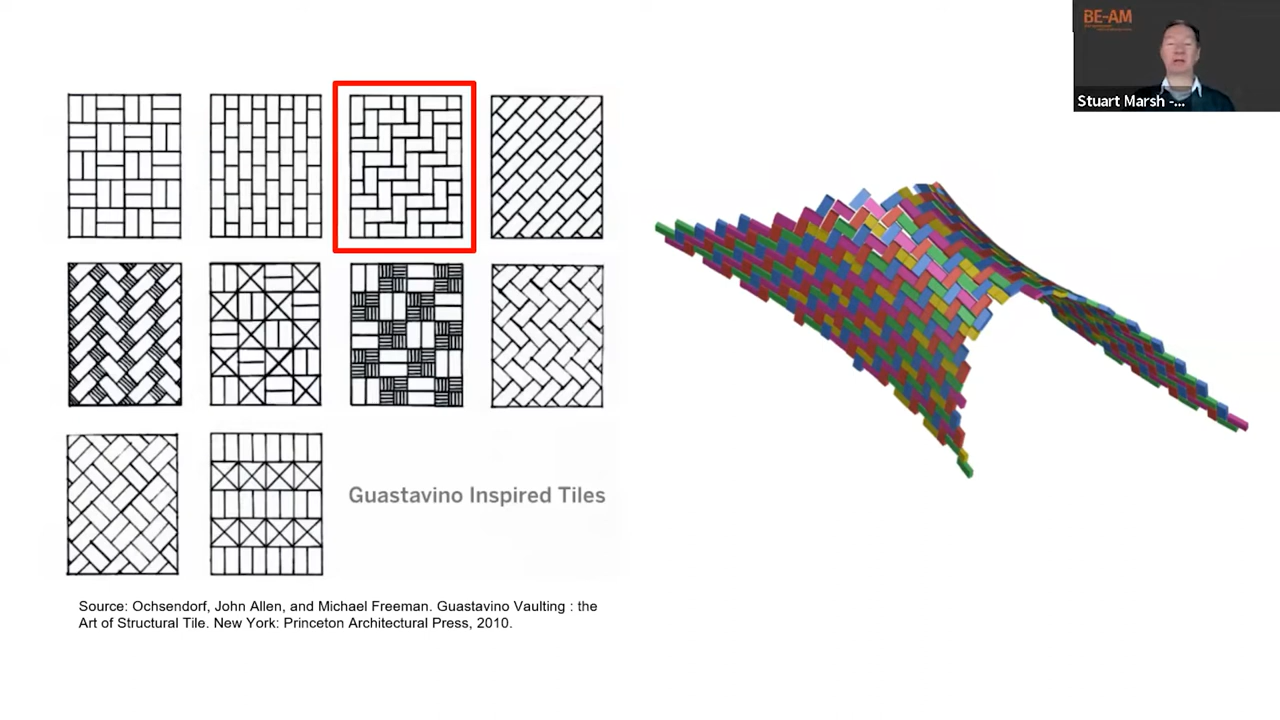 BE-AM
Stuart Marsh -...
Guastavino Inspired Tiles
Source: Ochsendorf, John Allen, and Michael Freeman. Guastavino Vaulting : the
Art of Structural Tile. New York: Princeton Architectural Press, 2010.